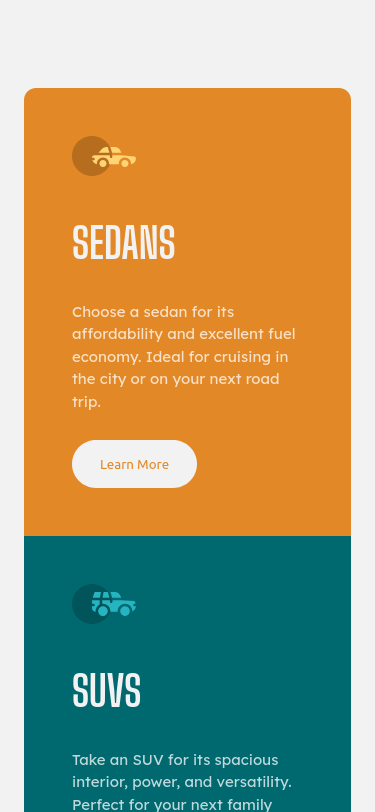 SEDANS
Choose a sedan for its
affordability and excellent fuel
economy. Ideal for cruising in
the city or on your next road
trip.
Learn More
SUVS
Take an SUV for its spacious
interior, power, and versatility.
Perfect for your next family